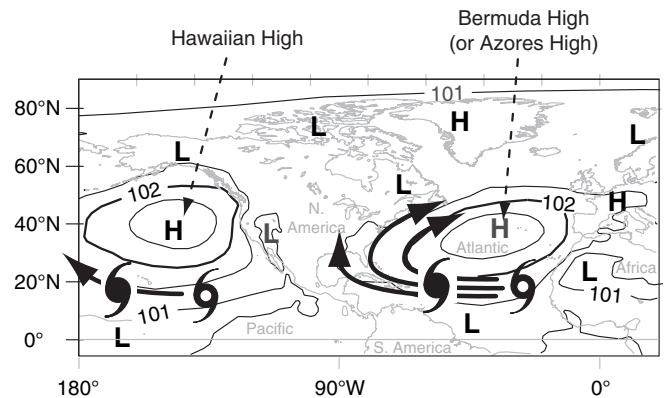 Bermuda High
(or Azores High)
Hawaiian High
101
80°N
H
L
L
L
60°N
L
102
102
H
N.
America
40°N
H
L
H
Atlantic
L
Africa
20°N
101
101
L
L
Pacific
0°
S. America
180°
90°W
0°